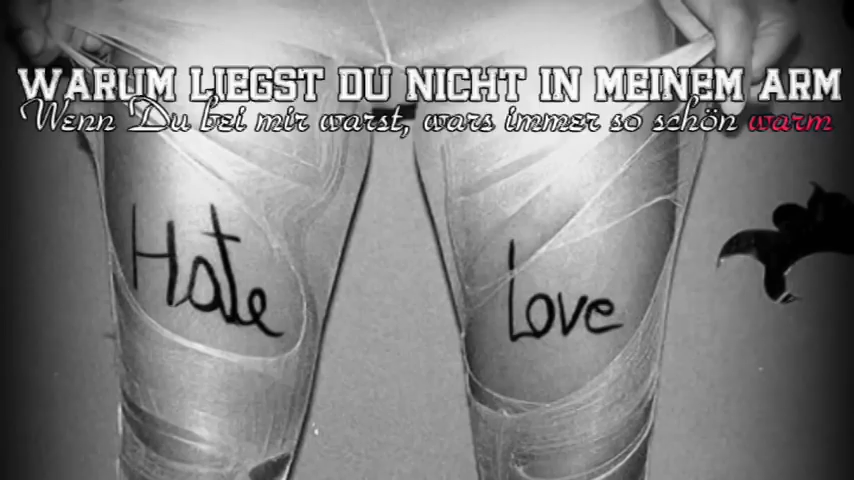 WARUM LIEGST DU NICHT IN MEINEM ARM
Wenn Du bei mir warst, wars immer so schön warm
Hate Love